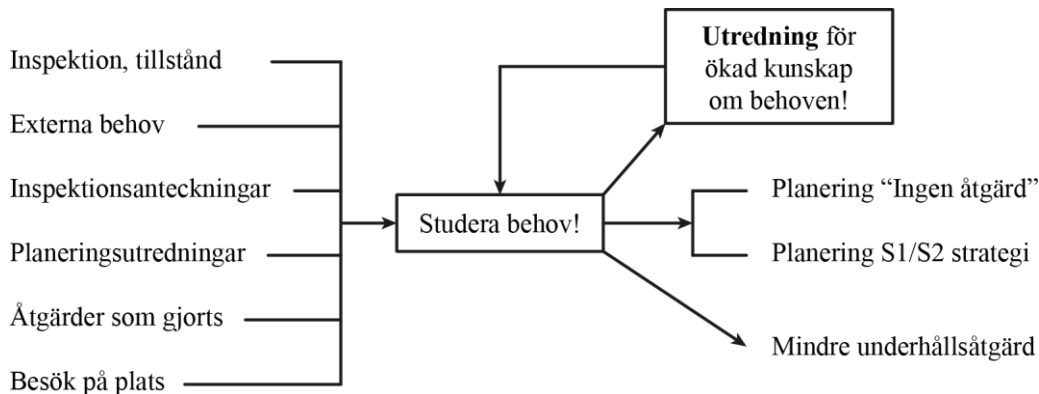 Inspektion, tillstånd
Externa behov
Inspektionsanteckningar
Planeringsutredningar
Åtgärder som gjorts
Besök på plats
Studera behov!
Utredning för
ökad kunskap
om behoven!
Planering “Ingen åtgärd”
Planering S1/S2 strategi
Mindre underhållsåtgärd